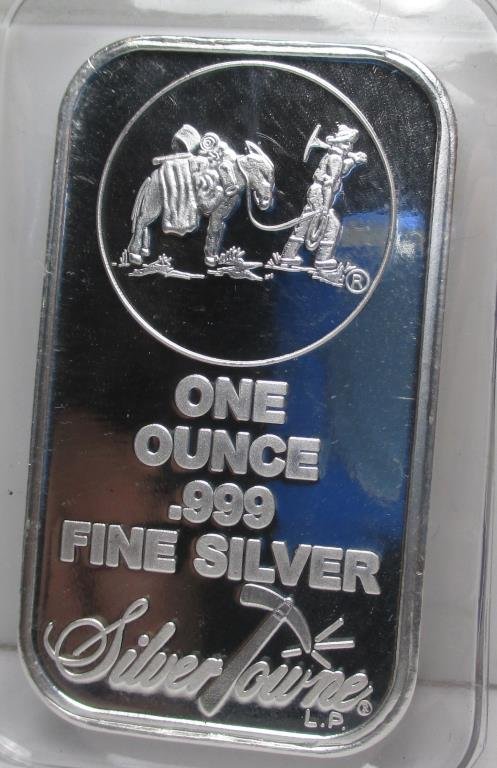 ®
ONE
OUNCE
.999
FINE SILVER
SilverTowne®
L.P.